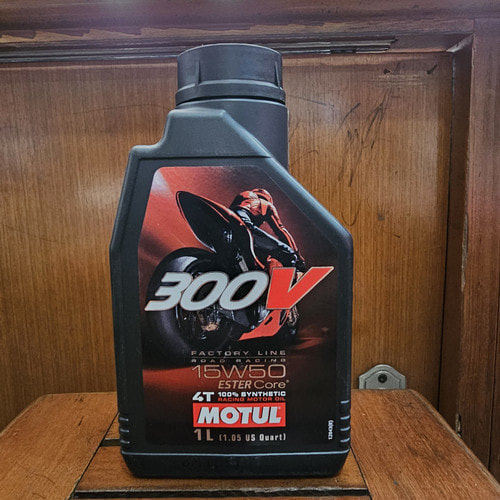 300V
FACTORY LINE
ROAD RACING
15W50
ESTER Core®
4T 100% SYNTHETIC
RACING MOTOR OIL
MOTUL
1L (1.05 US Quart)